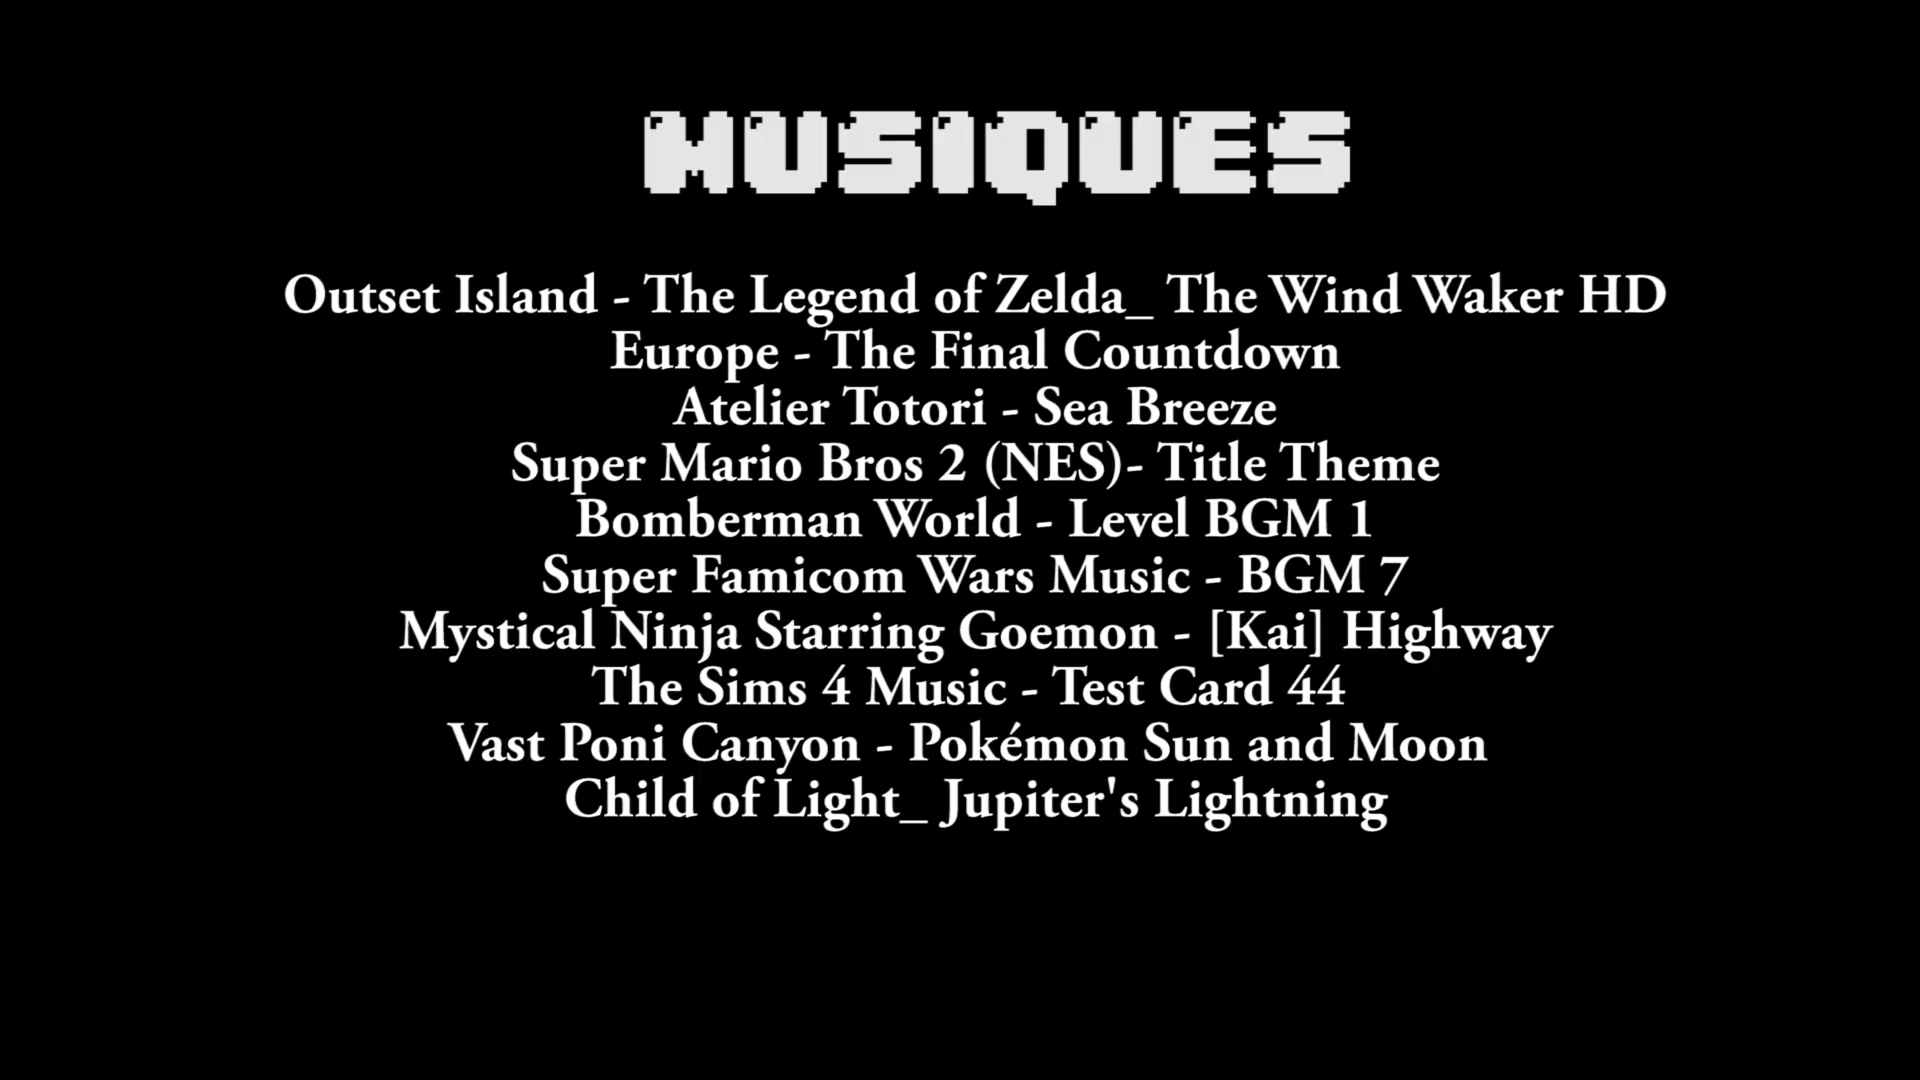 MUSIQUES
Outset Island - The Legend of Zelda_ The Wind Waker HD
Europe - The Final Countdown
Atelier Totori - Sea Breeze
Super Mario Bros 2 (NES)- Title Theme
Bomberman World - Level BGM 1
Super Famicom Wars Music - BGM 7
Mystical Ninja Starring Goemon - [Kai] Highway
The Sims 4 Music - Test Card 44
Vast Poni Canyon - Pokémon Sun and Moon
Child of Light_ Jupiter's Lightning